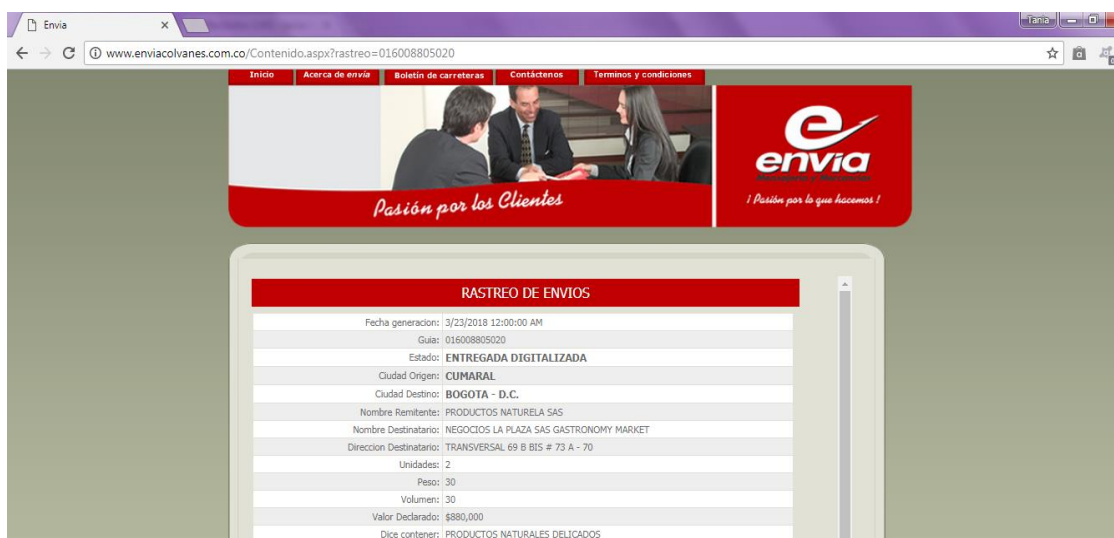 Envia
Tania
www.enviacolvanes.com.co/Contenido.aspx?rastreo=016008805020
Inicio Acerca de envía Boletín de carreteras Contáctenos Terminos y condiciones
envía
Pasión por los Clientes
¡ Pasión por lo que hacemos !
RASTREO DE ENVIOS
Fecha generacion: 3/23/2018 12:00:00 AM
Guia: 016008805020
Estado: ENTREGADA DIGITALIZADA
Ciudad Origen: CUMARAL
Ciudad Destino: BOGOTA - D.C.
Nombre Remitente: PRODUCTOS NATURELA SAS
Nombre Destinatario: NEGOCIOS LA PLAZA SAS GASTRONOMY MARKET
Direccion Destinatario: TRANSVERSAL 69 B BIS # 73 A - 70
Unidades: 2
Peso: 30
Volumen: 30
Valor Declarado: $880,000
Dice contener: PRODUCTOS NATURALES DELICADOS